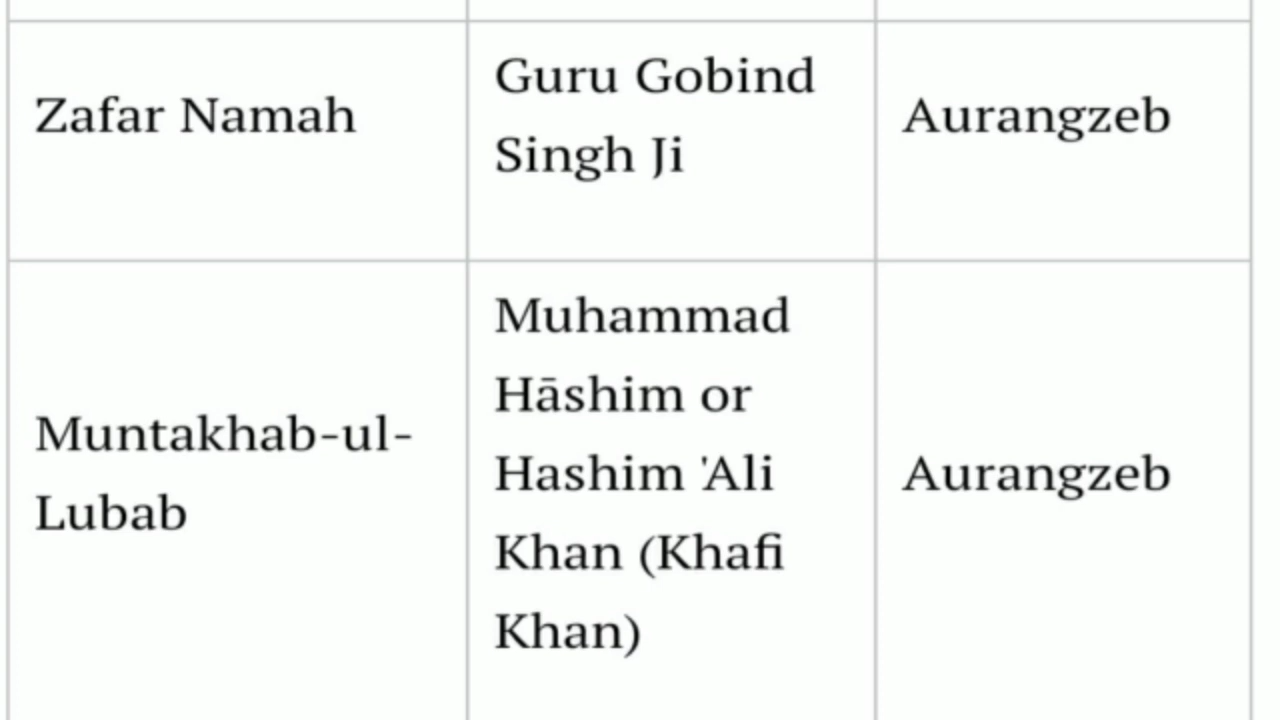 Zafar Namah
Guru Gobind
Singh Ji
Aurangzeb
Muntakhab-ul-
Lubab
Muhammad
Hāshim or
Hashim 'Ali
Khan (Khafi
Khan)
Aurangzeb